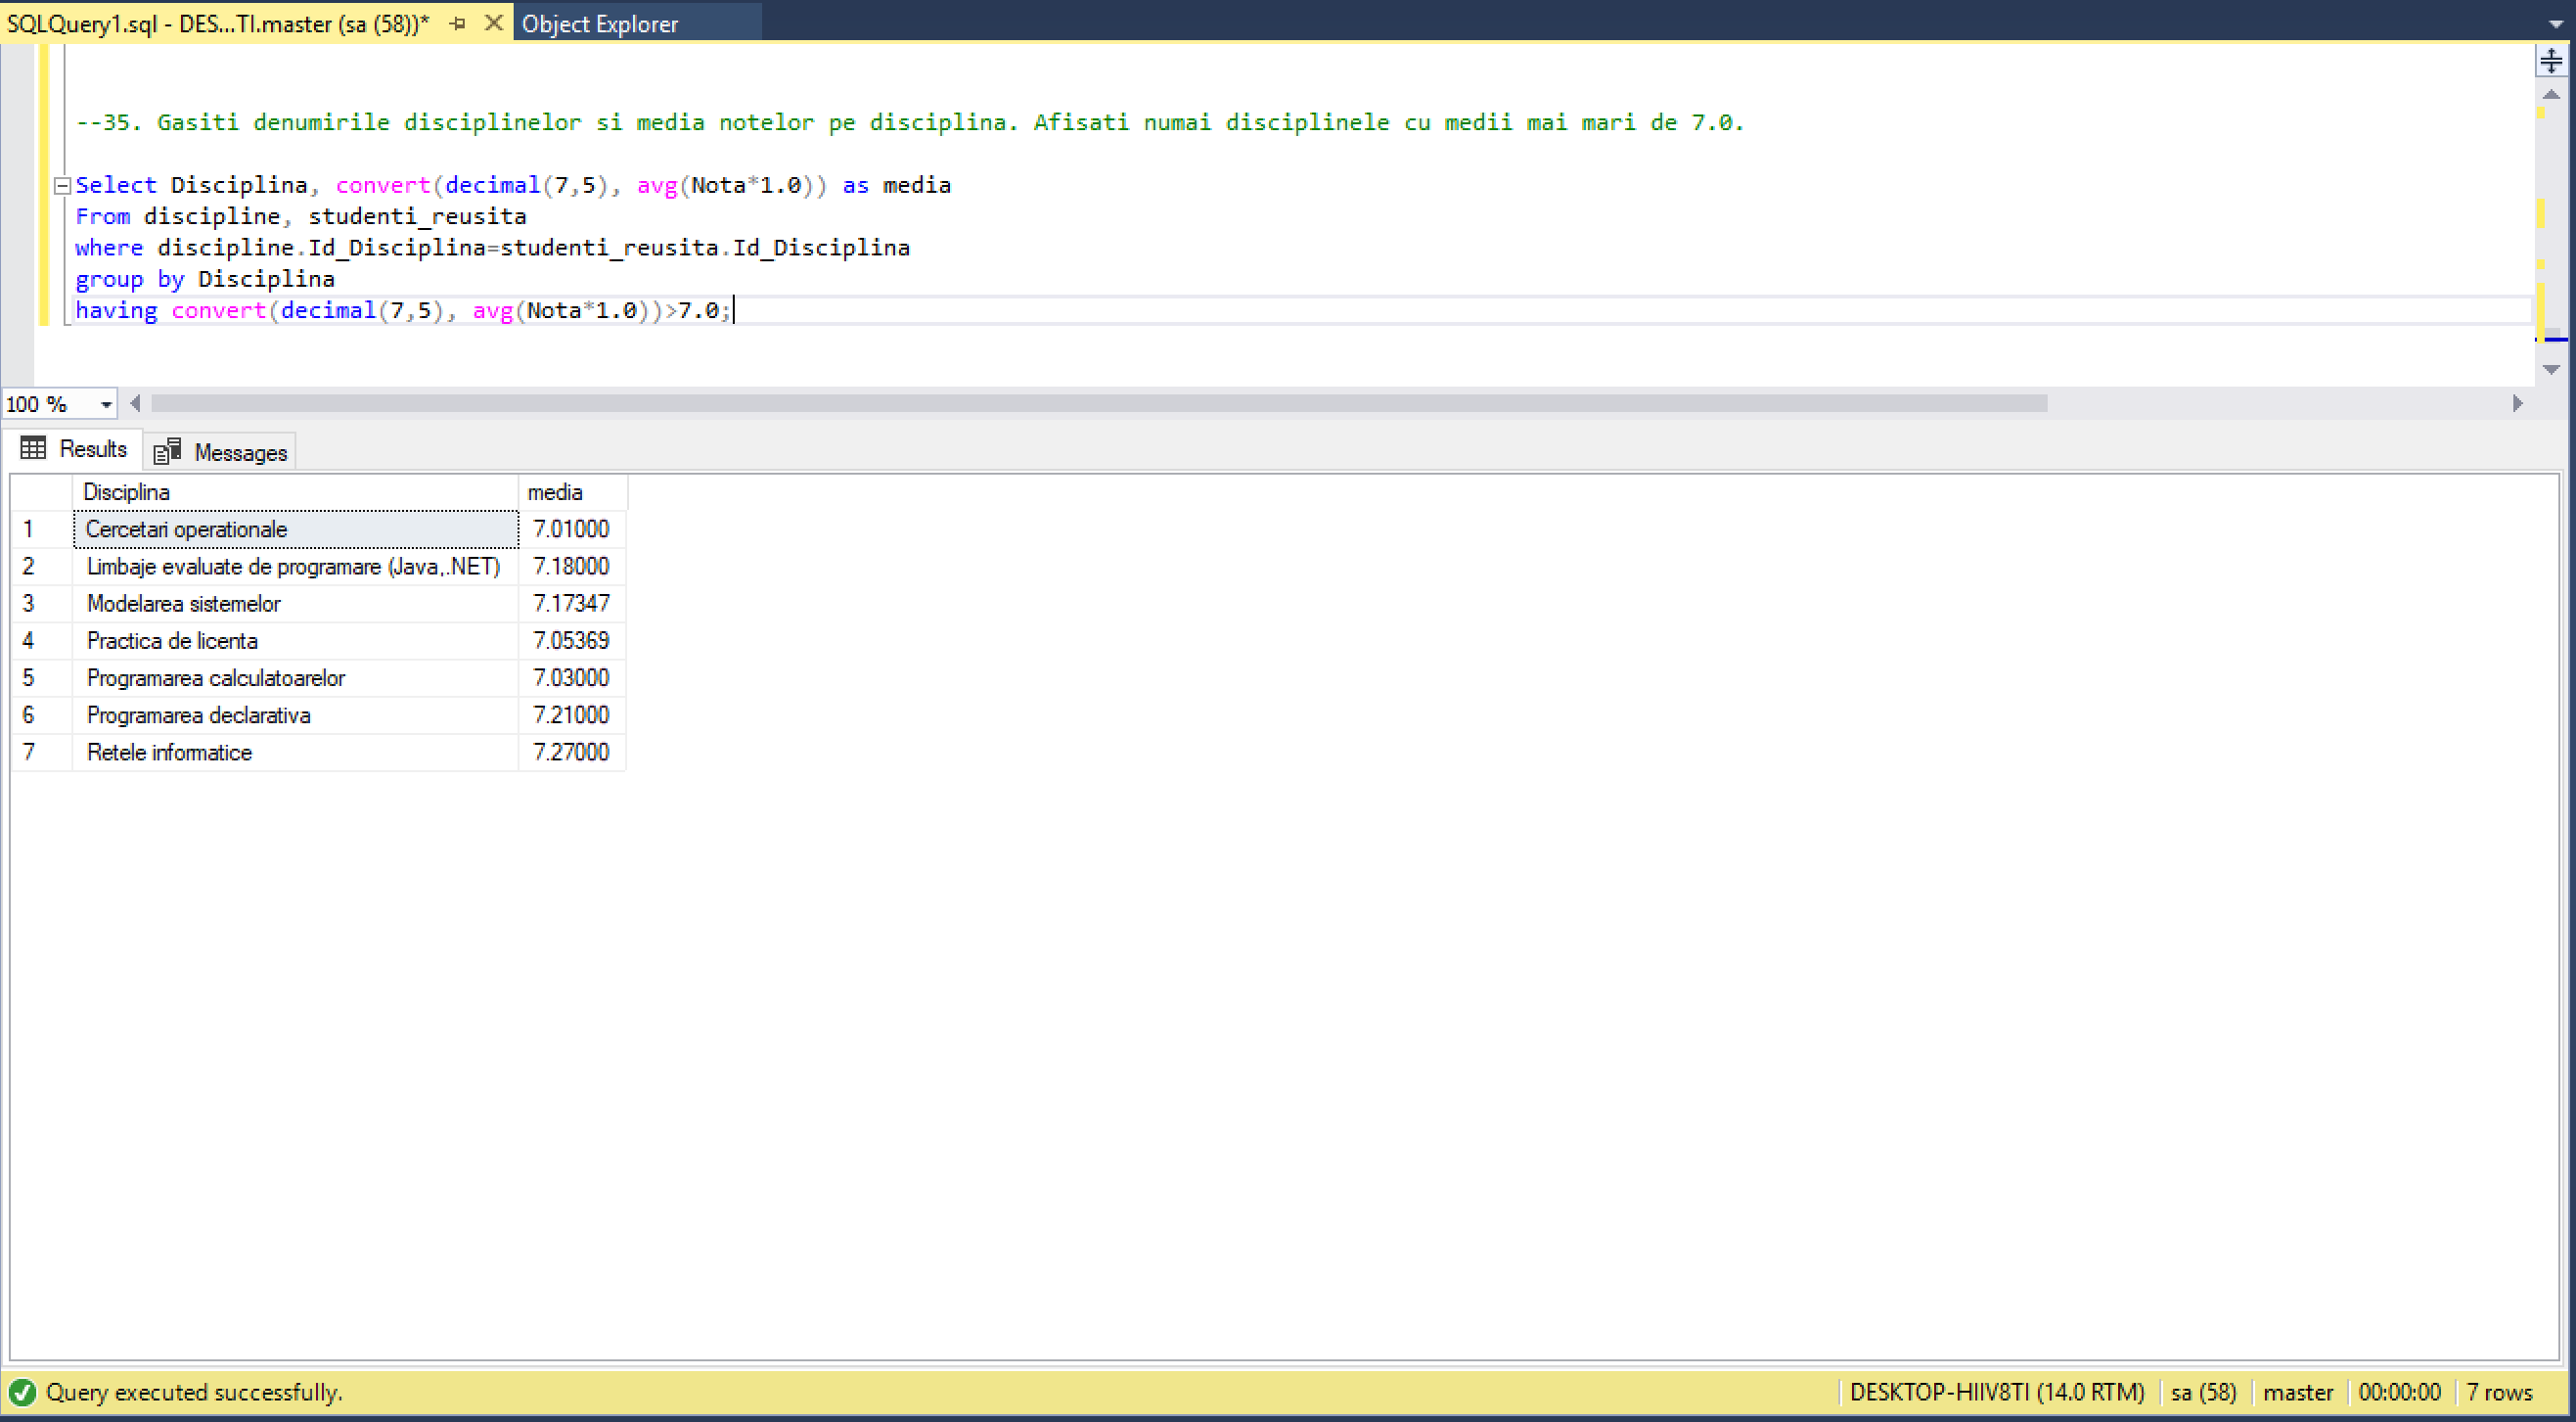 SQLQuery1.sql - DES...TI.master (sa (58))* Object Explorer
--35. Gasiti denumirile disciplinelor si media notelor pe disciplina. Afisati numai disciplinele cu medii mai mari de 7.0.
Select Disciplina, convert(decimal(7,5), avg(Nota*1.0)) as media
From discipline, studenti_reusita
where discipline.Id_Disciplina=studenti_reusita.Id_Disciplina
group by Disciplina
having convert(decimal(7,5), avg(Nota*1.0))>7.0;
100 %
Results Messages
Disciplina media
1 Cercetari operationale 7.01000
2 Limbaje evaluate de programare (Java,.NET) 7.18000
3 Modelarea sistemelor 7.17347
4 Practica de licenta 7.05369
5 Programarea calculatoarelor 7.03000
6 Programarea declarativa 7.21000
7 Retele informatice 7.27000
Query executed successfully. DESKTOP-HIIV8TI (14.0 RTM) sa (58) master 00:00:00 7 rows